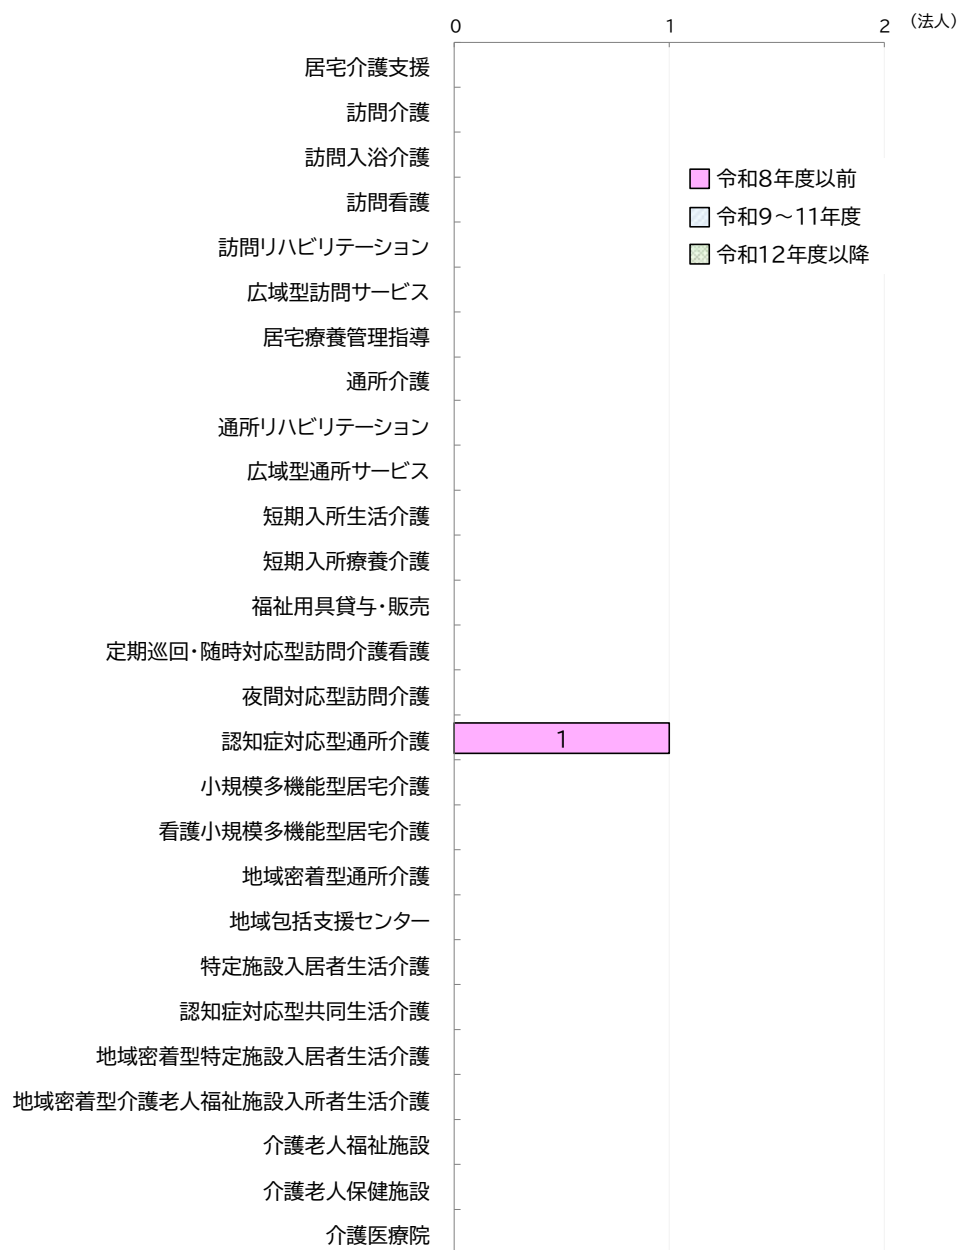 0 1 2 (法人)
居宅介護支援
訪問介護
訪問入浴介護
令和8年度以前
訪問看護
令和9～11年度
訪問リハビリテーション
令和12年度以降
広域型訪問サービス
居宅療養管理指導
通所介護
通所リハビリテーション
広域型通所サービス
短期入所生活介護
短期入所療養介護
福祉用具貸与・販売
定期巡回・随時対応型訪問介護看護
夜間対応型訪問介護
認知症対応型通所介護 1
小規模多機能型居宅介護
看護小規模多機能型居宅介護
地域密着型通所介護
地域包括支援センター
特定施設入居者生活介護
認知症対応型共同生活介護
地域密着型特定施設入居者生活介護
地域密着型介護老人福祉施設入所者生活介護
介護老人福祉施設
介護老人保健施設
介護医療院